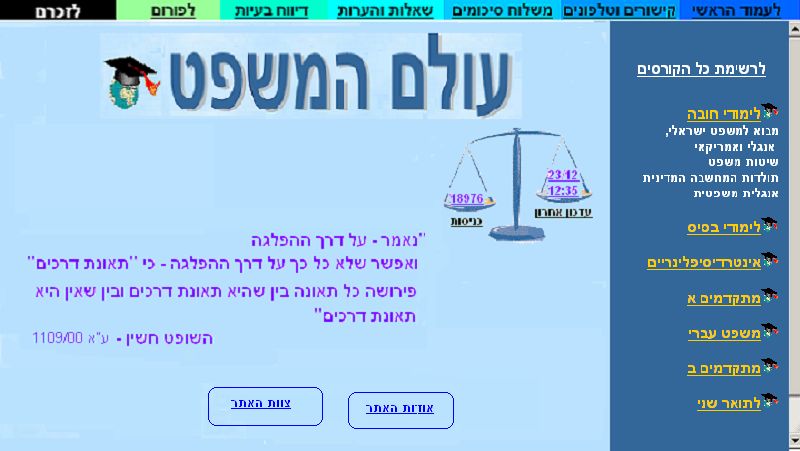 לעמוד הראשי
קישורים וטלפונים
משלוח סיכומים
שאלות והערות
דיווח בעיות
לפורום
לזכרם
עולם המשפט
18976
כניסות
23/12
12:35
עדכון אחרון
"נאמר - על דרך ההפלגה
ואפשר שלא כל כך על דרך ההפלגה - כי "תאונת דרכים"
פירושה כל תאונה בין שהיא תאונת דרכים ובין שאין היא
תאונת דרכים"
השופט חשין - ע"א 1109/00
אודות האתר
צוות האתר
לרשימת כל הקורסים
לימודי חובה
מבוא למשפט ישראלי,
אנגלי ואמריקאי
שיטות משפט
תולדות המחשבה המדינית
אנגלית משפטית
לימודי בסיס
אינטרדיסיפלינריים
מתקדמים א
משפט עברי
מתקדמים ב
לתואר שני